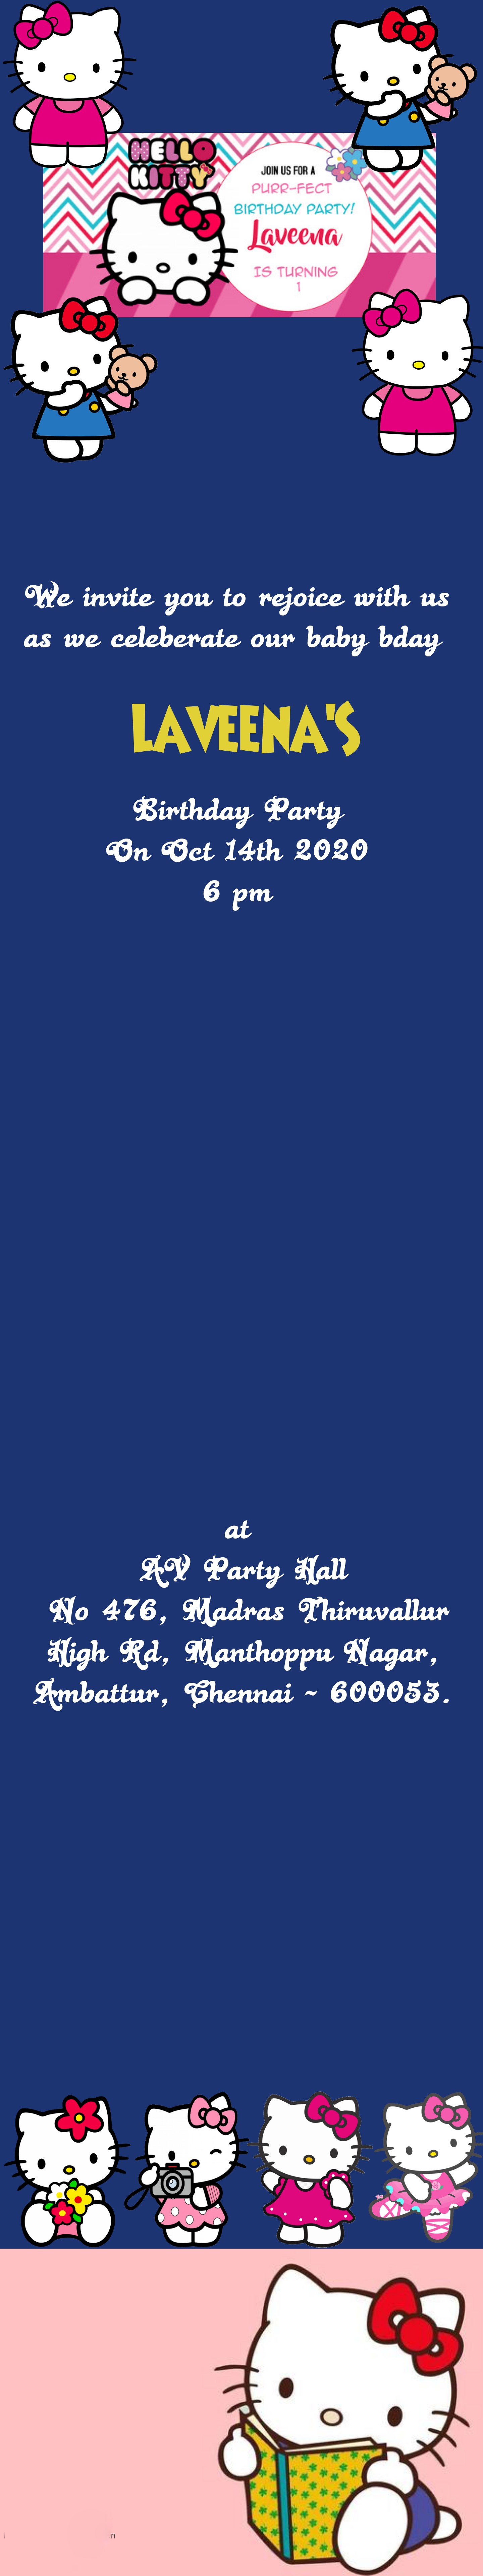 HELLO
KITTY
JOIN US FOR A
PURR-FECT
BIRTHDAY PARTY!
Laveena
IS TURNING
1
We invite you to rejoice with us
as we celeberate our baby bday
LAVEENA'S
Birthday Party
On Oct 14th 2020
6 pm
at
AV Party Hall
No 476, Madras Thiruvallur
High Rd, Manthoppu Nagar,
Ambattur, Chennai ~ 600053.